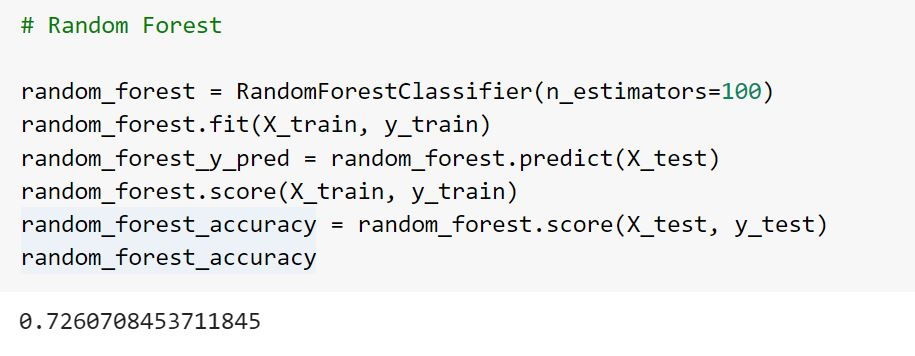 # Random Forest
random_forest = RandomForestClassifier(n_estimators=100)
random_forest.fit(X_train, y_train)
random_forest_y_pred = random_forest.predict(X_test)
random_forest.score(X_train, y_train)
random_forest_accuracy = random_forest.score(X_test, y_test)
random_forest_accuracy
0.7260708453711845